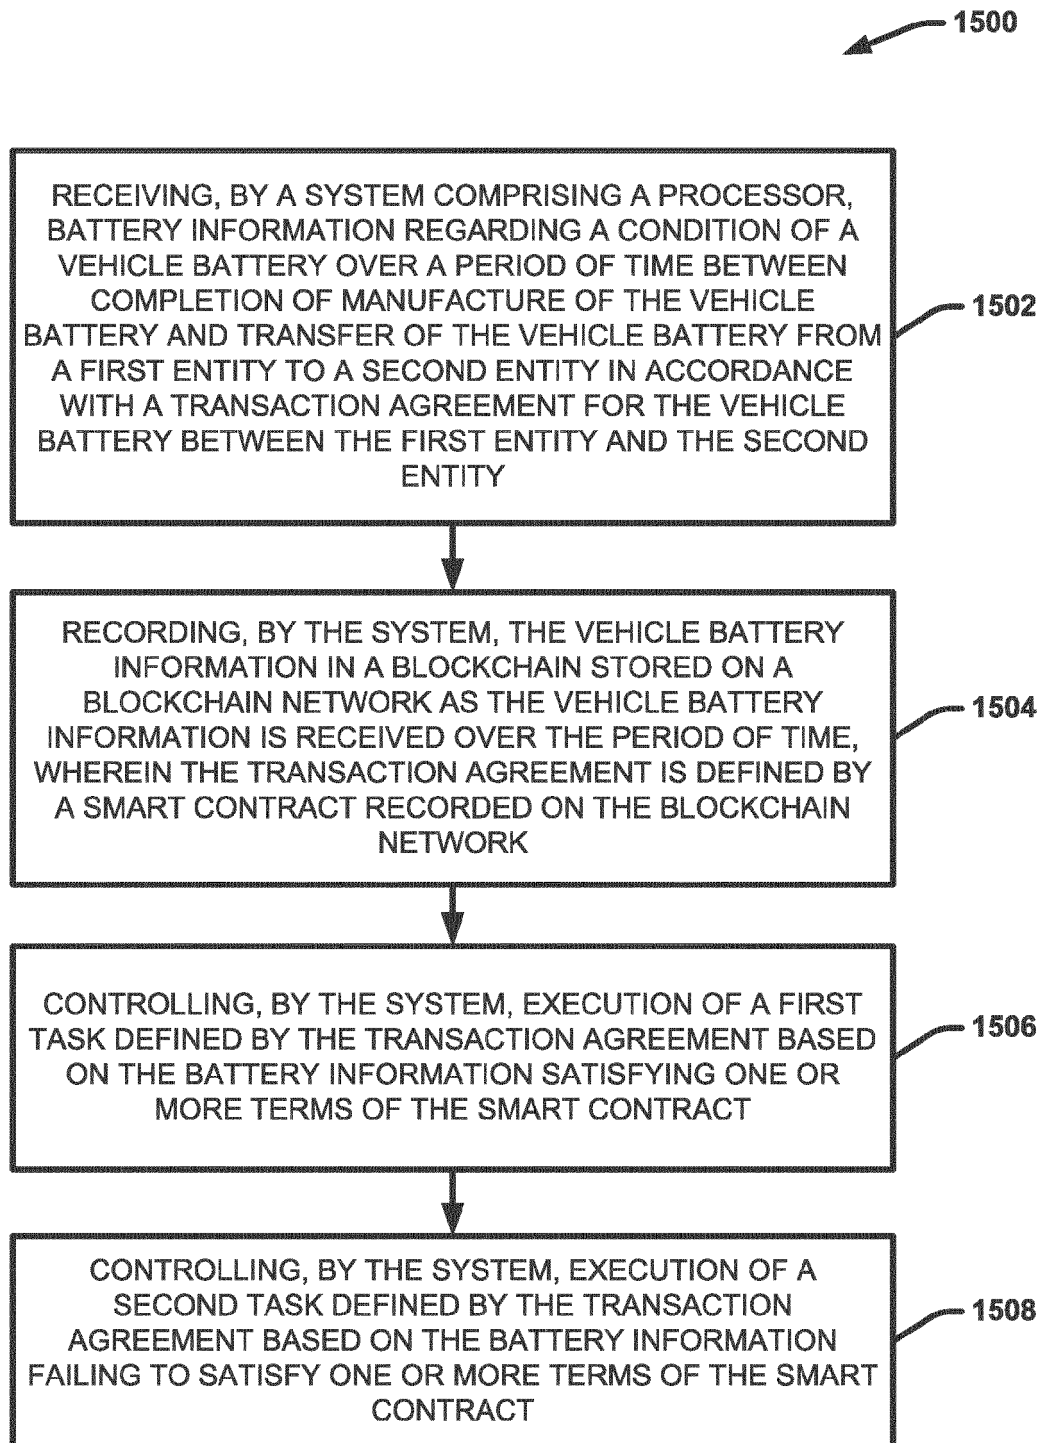 1500
RECEIVING, BY A SYSTEM COMPRISING A PROCESSOR,
BATTERY INFORMATION REGARDING A CONDITION OF A
VEHICLE BATTERY OVER A PERIOD OF TIME BETWEEN
COMPLETION OF MANUFACTURE OF THE VEHICLE
BATTERY AND TRANSFER OF THE VEHICLE BATTERY FROM
A FIRST ENTITY TO A SECOND ENTITY IN ACCORDANCE
WITH A TRANSACTION AGREEMENT FOR THE VEHICLE
BATTERY BETWEEN THE FIRST ENTITY AND THE SECOND
ENTITY
1502
RECORDING, BY THE SYSTEM, THE VEHICLE BATTERY
INFORMATION IN A BLOCKCHAIN STORED ON A
BLOCKCHAIN NETWORK AS THE VEHICLE BATTERY
INFORMATION IS RECEIVED OVER THE PERIOD OF TIME,
WHEREIN THE TRANSACTION AGREEMENT IS DEFINED BY
A SMART CONTRACT RECORDED ON THE BLOCKCHAIN
NETWORK
1504
CONTROLLING, BY THE SYSTEM, EXECUTION OF A FIRST
TASK DEFINED BY THE TRANSACTION AGREEMENT BASED
ON THE BATTERY INFORMATION SATISFYING ONE OR
MORE TERMS OF THE SMART CONTRACT
1506
CONTROLLING, BY THE SYSTEM, EXECUTION OF A
SECOND TASK DEFINED BY THE TRANSACTION
AGREEMENT BASED ON THE BATTERY INFORMATION
FAILING TO SATISFY ONE OR MORE TERMS OF THE SMART
CONTRACT
1508